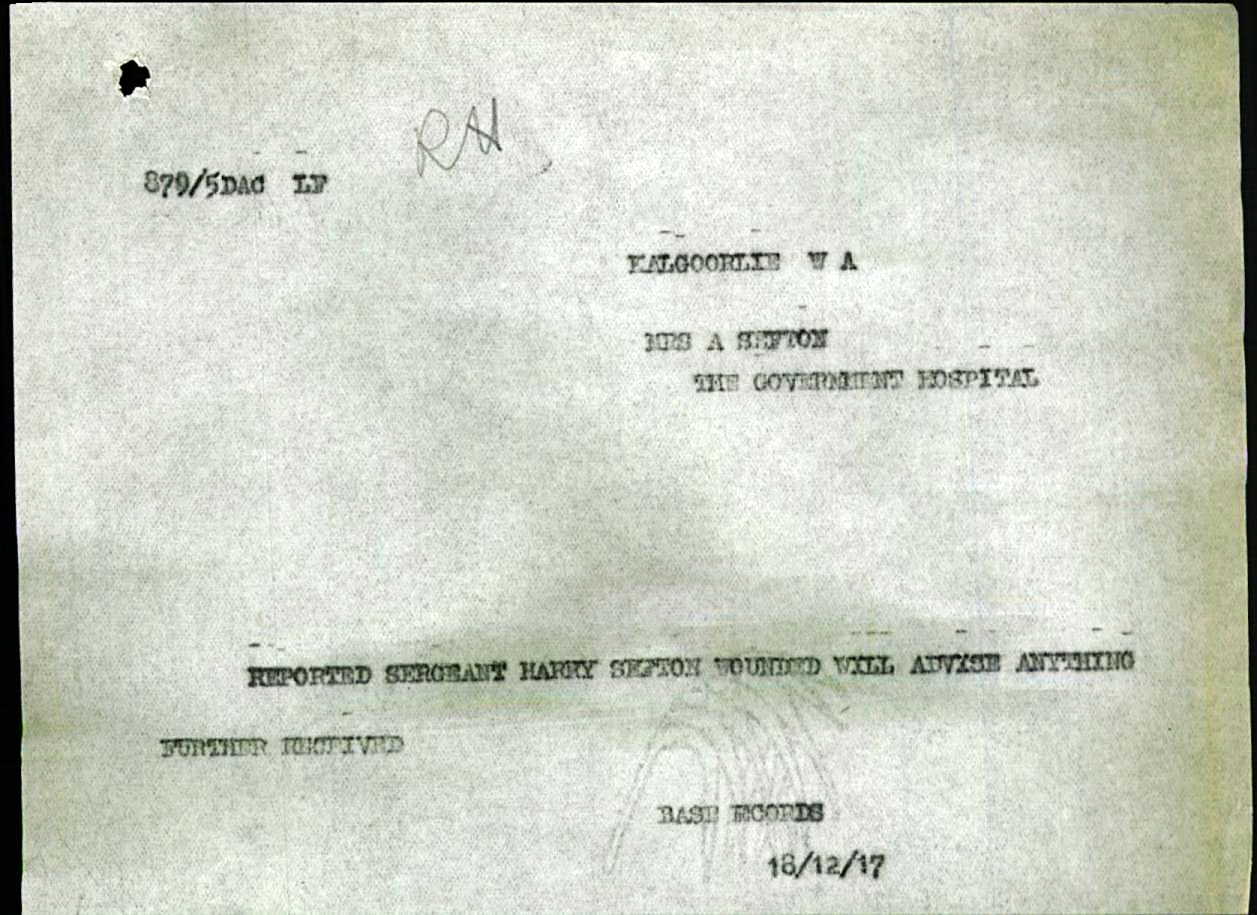 RH
879/5DAC LF
KALGOORLIE W A
MRS A SEFTON
THE GOVERNMENT HOSPITAL
REPORTED SERGEANT HARRY SEFTON WOUNDED WILL ADVISE ANYTHING
FURTHER RECEIVED
BASE RECORDS
18/12/17